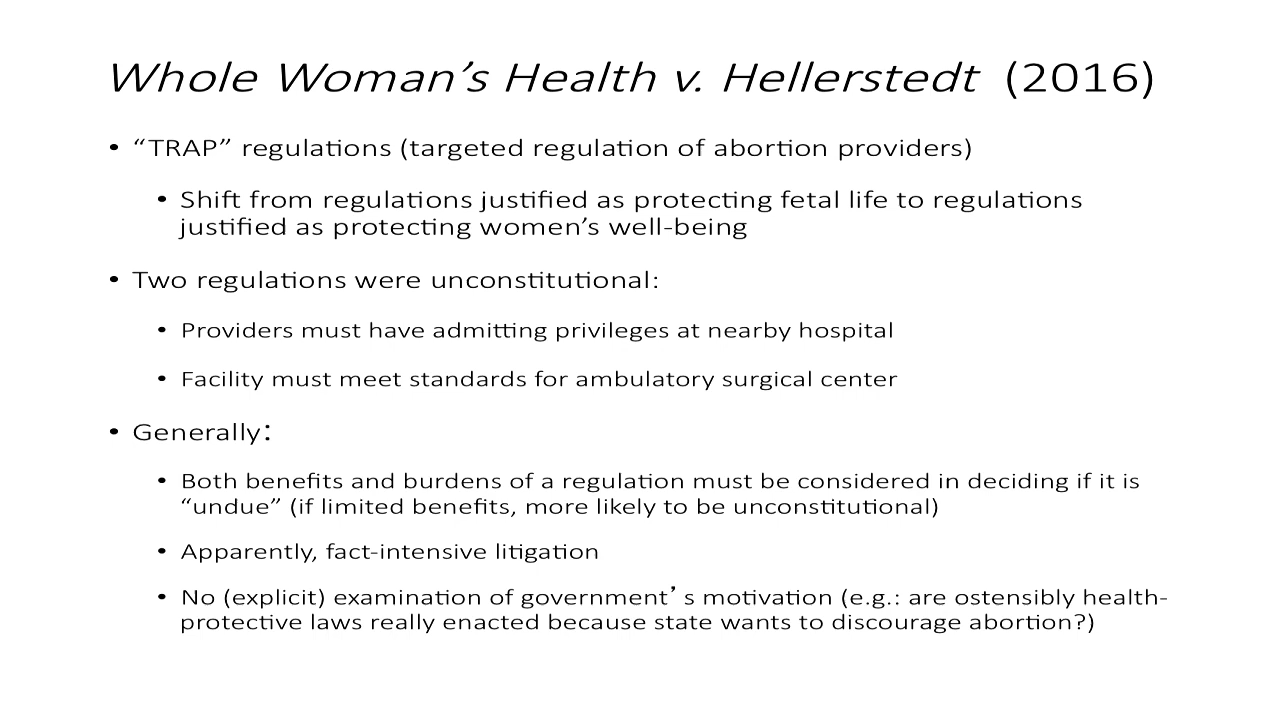 Whole Woman’s Health v. Hellerstedt (2016)
• “TRAP” regulations (targeted regulation of abortion providers)
• Shift from regulations justified as protecting fetal life to regulations
justified as protecting women’s well-being
• Two regulations were unconstitutional:
• Providers must have admitting privileges at nearby hospital
• Facility must meet standards for ambulatory surgical center
• Generally:
• Both benefits and burdens of a regulation must be considered in deciding if it is
“undue” (if limited benefits, more likely to be unconstitutional)
• Apparently, fact-intensive litigation
• No (explicit) examination of government’s motivation (e.g.: are ostensibly health-
protective laws really enacted because state wants to discourage abortion?)